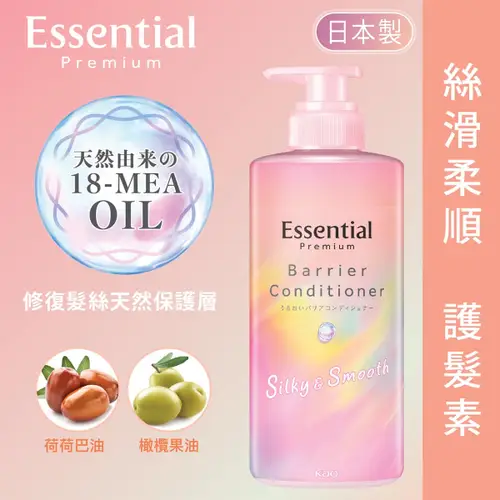 Essential
Premium
日本製
天然由来の
18-MEA
OIL
修復髮絲天然保護層
荷荷巴油
橄欖果油
Essential
Premium
Barrier
Conditioner
うるおいバリアコンディショナー
Silky & Smooth
Kao
絲滑柔順 護髮素